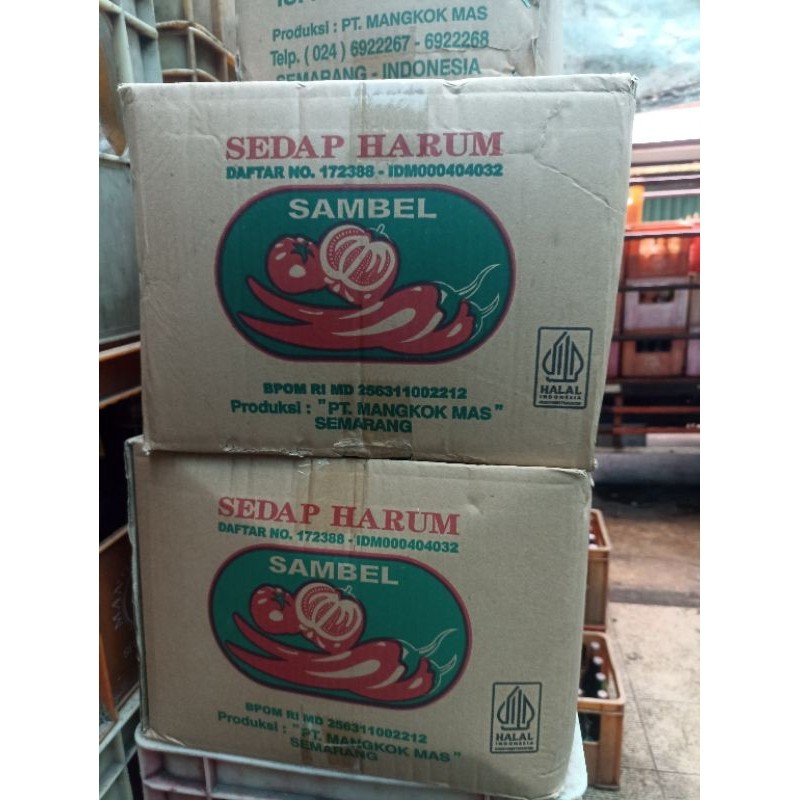 Produksi : PT. MANGKOK MAS
Telp. (024) 6922267 - 6922268
SEMARANG - INDONESIA
SEDAP HARUM
DAFTAR NO. 172388 - IDM000404032
SAMBEL
HALAL
INDONESIA
BPOM RI MD 256311002212
Produksi : "PT. MANGKOK MAS"
SEMARANG
SEDAP HARUM
DAFTAR NO. 172388 - IDM000404032
SAMBEL
HALAL
INDONESIA
BPOM RI MD 256311002212
Produksi : "PT. MANGKOK MAS"
SEMARANG